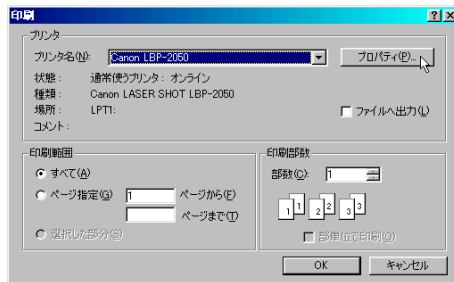 印刷
プリンタ
プリンタ名(N): Canon LBP-2050 プロパティ(P)...
状態： 通常使うプリンタ： オンライン
種類： Canon LASER SHOT LBP-2050
場所： LPT1:
コメント：
ファイルへ出力(L)
印刷範囲
すべて(A)
ページ指定(G) 1 ページから(F)
ページまで(T)
選択した部分(S)
印刷部数
部数(C): 1
1 1 2 2 3 3
部単位で印刷(O)
OK キャンセル